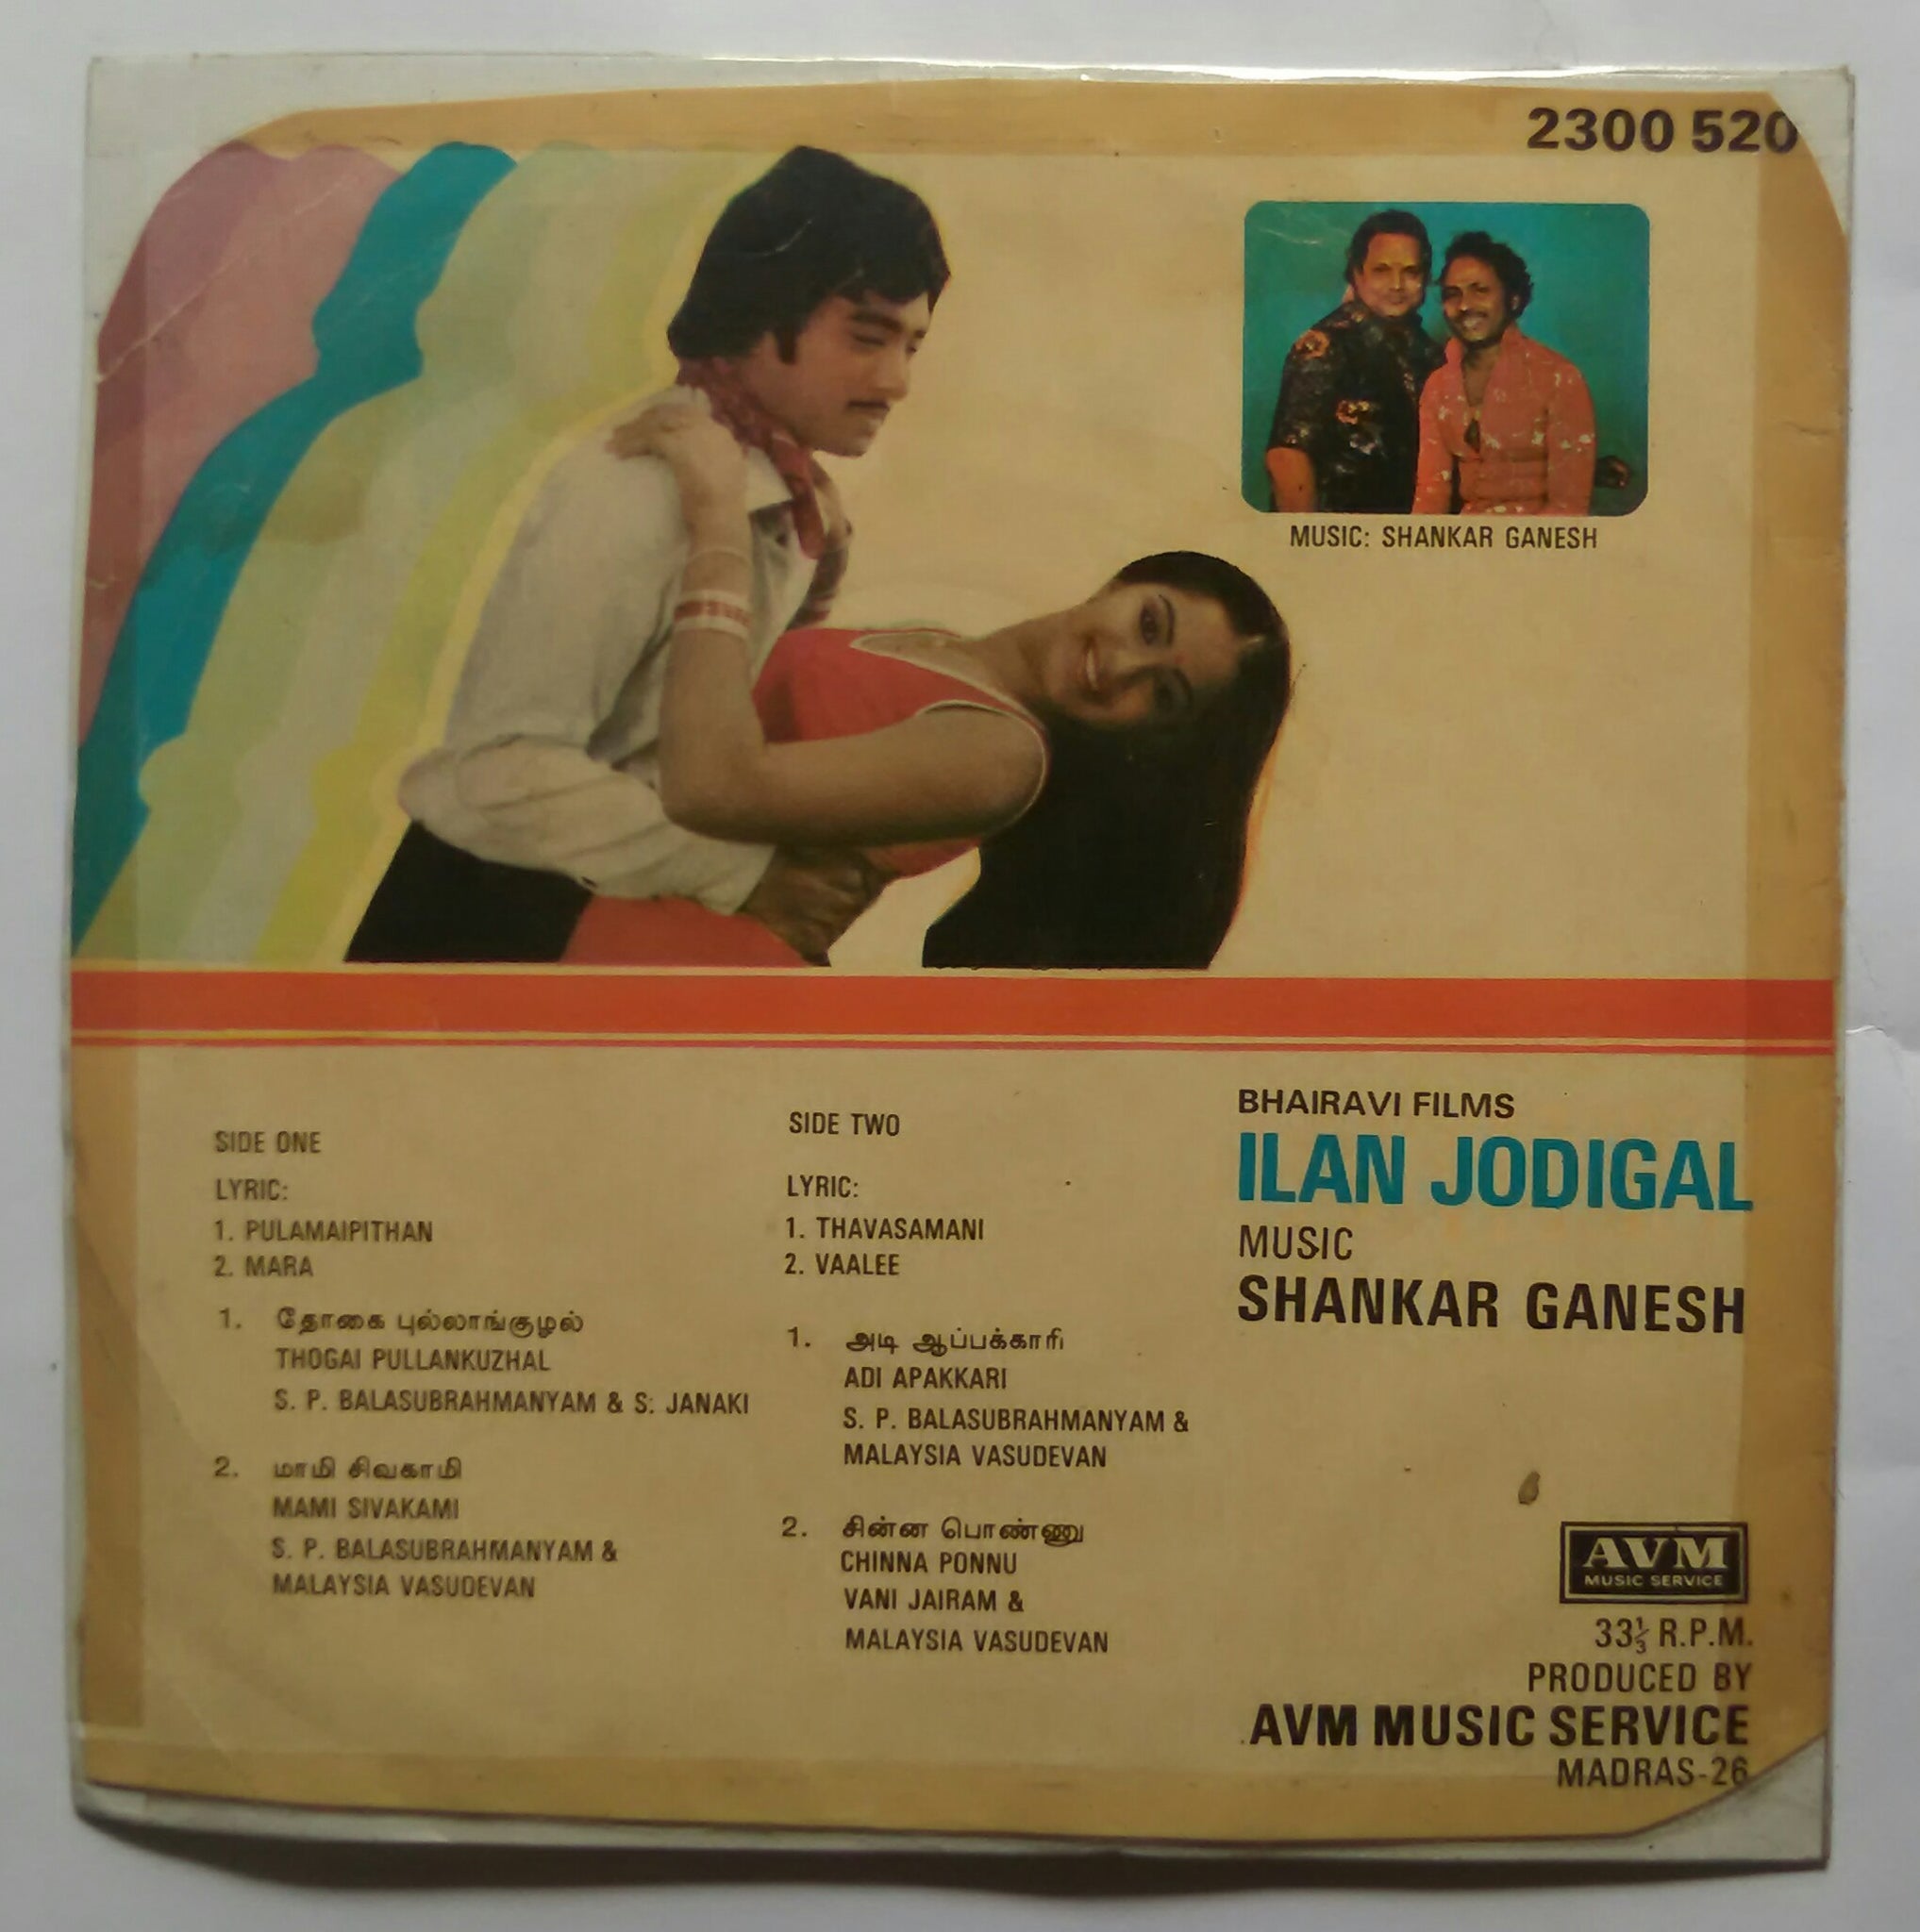 2300 520
MUSIC: SHANKAR GANESH
SIDE ONE
LYRIC:
1. PULAMAIPITHAN
2. MARA
1. தோகை புல்லாங்குழல்
THOGAI PULLANKUZHAL
S. P. BALASUBRAHMANYAM & S. JANAKI
2. மாமி சிவகாமி
MAMI SIVAKAMI
S. P. BALASUBRAHMANYAM &
MALAYSIA VASUDEVAN
SIDE TWO
LYRIC:
1. THAVASAMANI
2. VAALEE
1. அடி ஆப்பக்காரி
ADI APAKKARI
S. P. BALASUBRAHMANYAM &
MALAYSIA VASUDEVAN
2. சின்ன பொண்ணு
CHINNA PONNU
VANI JAIRAM &
MALAYSIA VASUDEVAN
BHAIRAVI FILMS
ILAN JODIGAL
MUSIC
SHANKAR GANESH
AVM
MUSIC SERVICE
33⅓ R.P.M.
PRODUCED BY
AVM MUSIC SERVICE
MADRAS-26